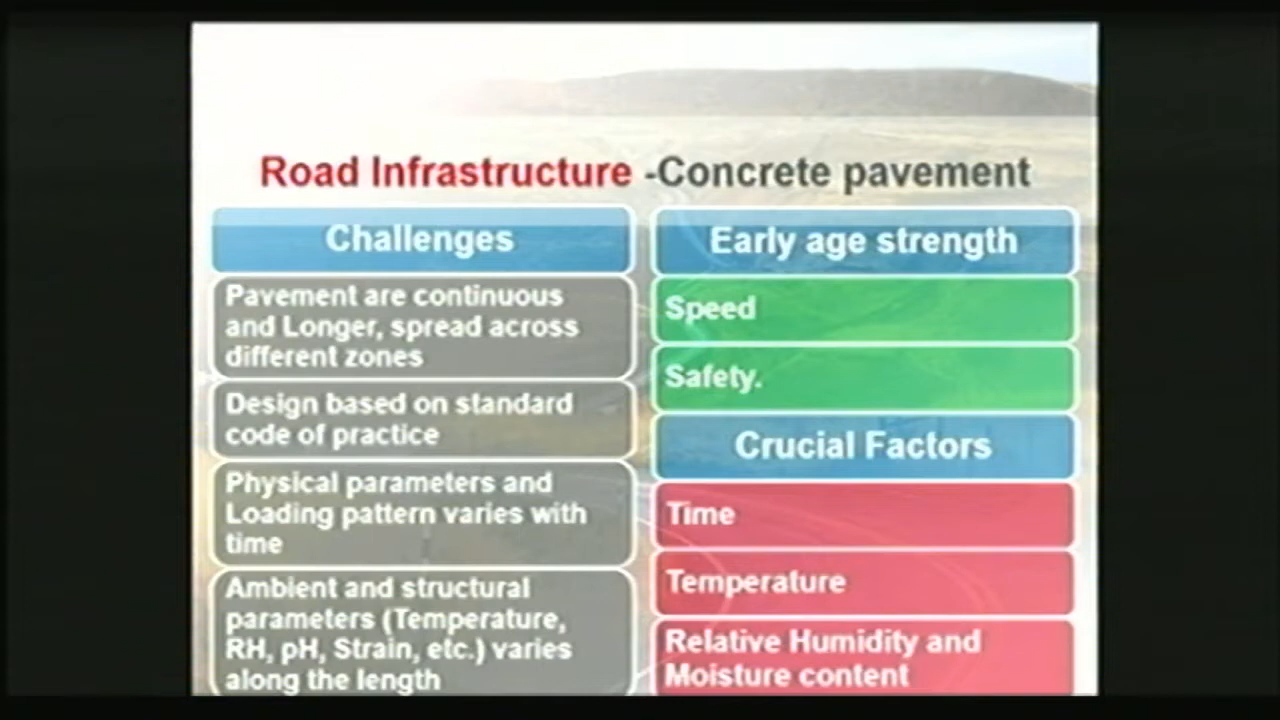 Road Infrastructure -Concrete pavement
Challenges
Pavement are continuous
and Longer, spread across
different zones
Design based on standard
code of practice
Physical parameters and
Loading pattern varies with
time
Ambient and structural
parameters (Temperature,
RH, pH, Strain, etc.) varies
along the length
Early age strength
Speed
Safety.
Crucial Factors
Time
Temperature
Relative Humidity and
Moisture content